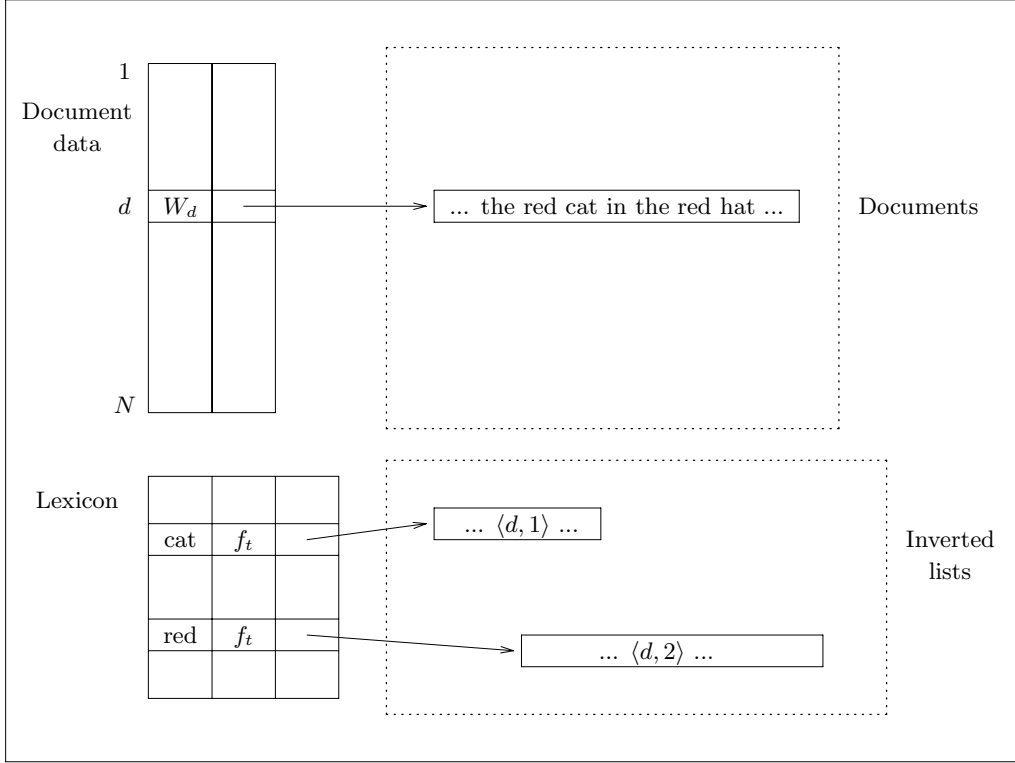 1
Document
data
d W_d ... the red cat in the red hat ... Documents
N
Lexicon
cat f_t ... ⟨d, 1⟩ ... Inverted
lists
red f_t ... ⟨d, 2⟩ ...